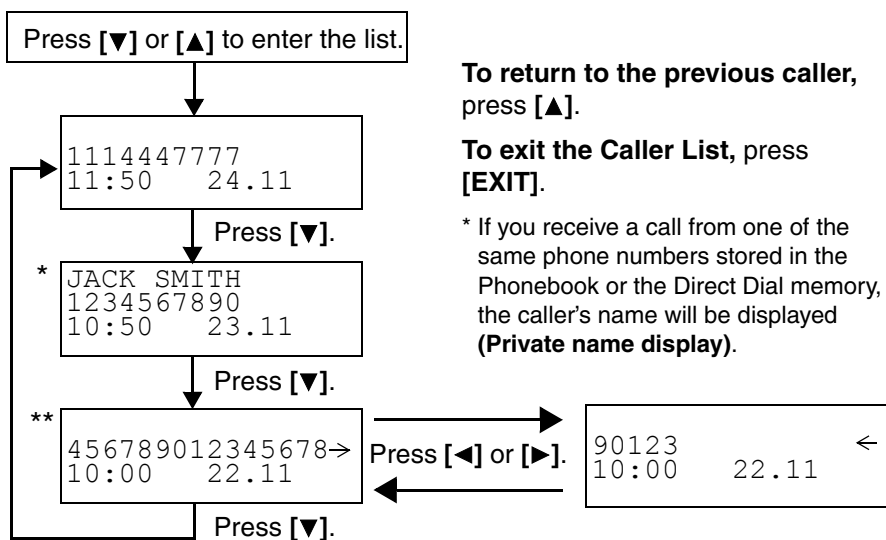 Press [▼] or [▲] to enter the list.
1114447777
11:50 24.11
Press [▼].
*
JACK SMITH
1234567890
10:50 23.11
Press [▼].
**
456789012345678→
10:00 22.11
Press [▼].
Press [◄] or [►].
90123 ←
10:00 22.11
To return to the previous caller,
press [▲].
To exit the Caller List, press
[EXIT].
* If you receive a call from one of the
same phone numbers stored in the
Phonebook or the Direct Dial memory,
the caller's name will be displayed
(Private name display).